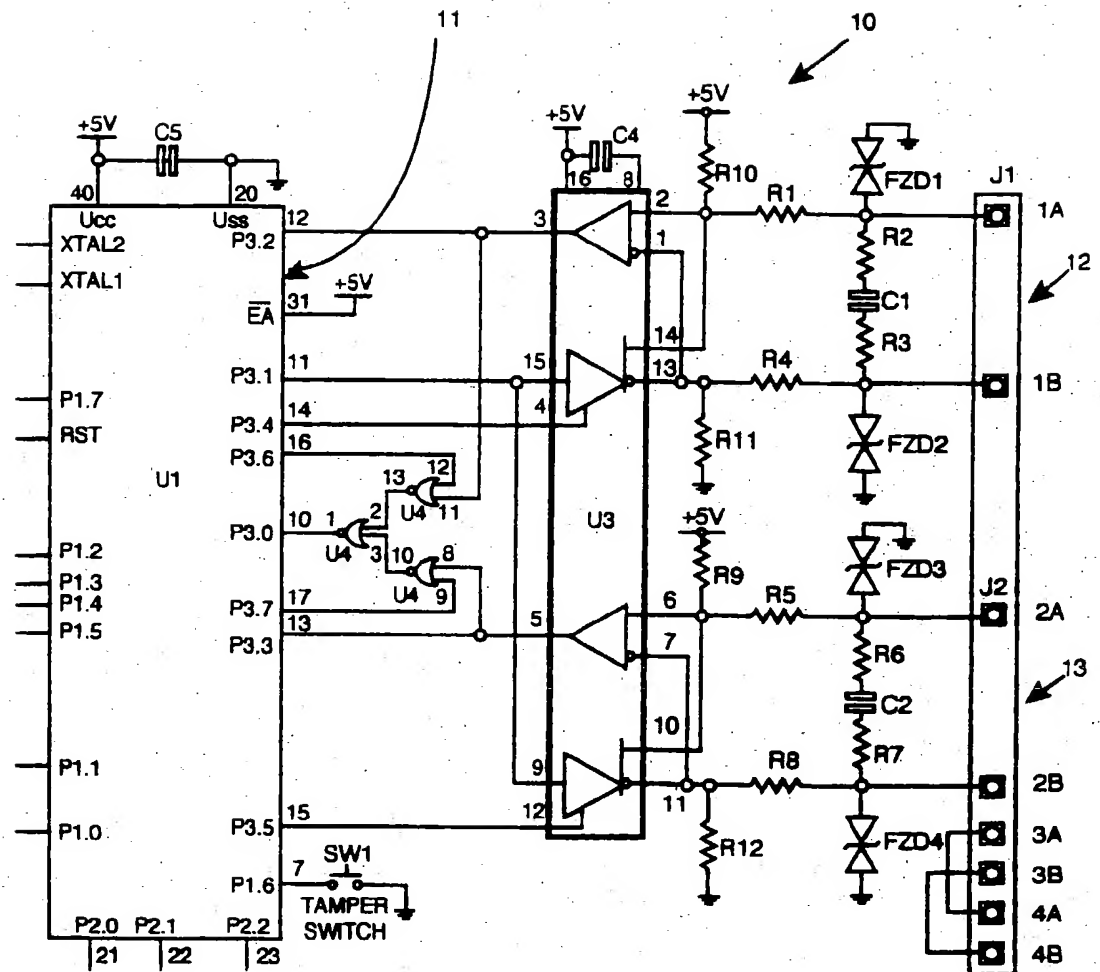 11
10
+5V
C5
40
20
+5V
C4
16
8
+5V
R10
FZD1
J1
Ucc
Uss
12
P3.2
3
2
R1
1A
XTAL2
1
R2
12
XTAL1
+5V
31
EA
C1
14
R3
11
P3.1
15
13
R4
1B
P1.7
14
P3.4
4
RST
16
P3.6
R11
FZD2
U1
13
12
U4
11
U3
10
P3.0
1
2
+5V
P1.2
U4
3
10
8
R9
FZD3
P1.3
U4
9
J2
P1.4
17
P3.7
6
R5
2A
P1.5
13
P3.3
5
7
R6
13
C2
10
R7
P1.1
9
R8
2B
11
P1.0
15
P3.5
12
3A
R12
FZD4
SW1
7
P1.6
3B
TAMPER
SWITCH
4A
P2.0
P2.1
P2.2
4B
21
22
23